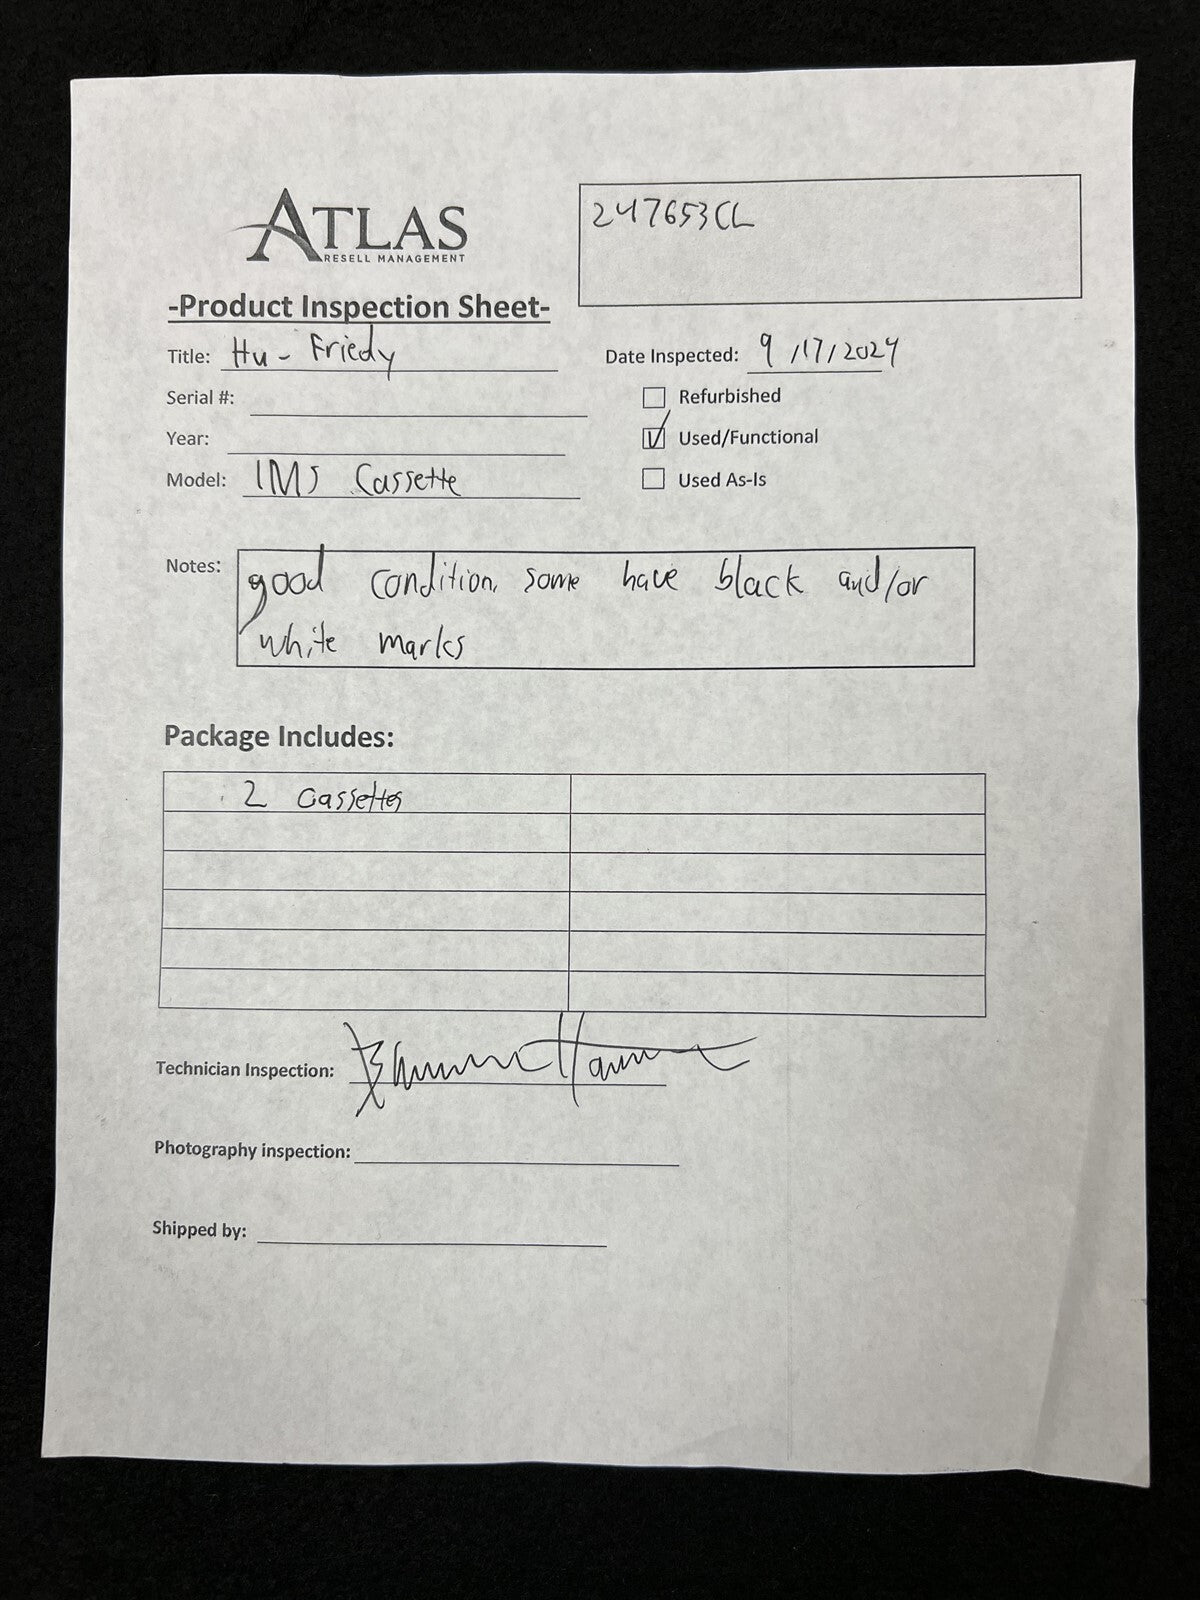 ATLAS
RESELL MANAGEMENT
247653CL
-Product Inspection Sheet-
Title: Hu-Friedy
Date Inspected: 9/17/2024
Serial #:
Refurbished
Year:
Used/Functional
Model: IMS Cassette
Used As-Is
Notes: good condition, some have black and/or
white marks
Package Includes:
2 Cassettes
Technician Inspection:
Photography inspection:
Shipped by: